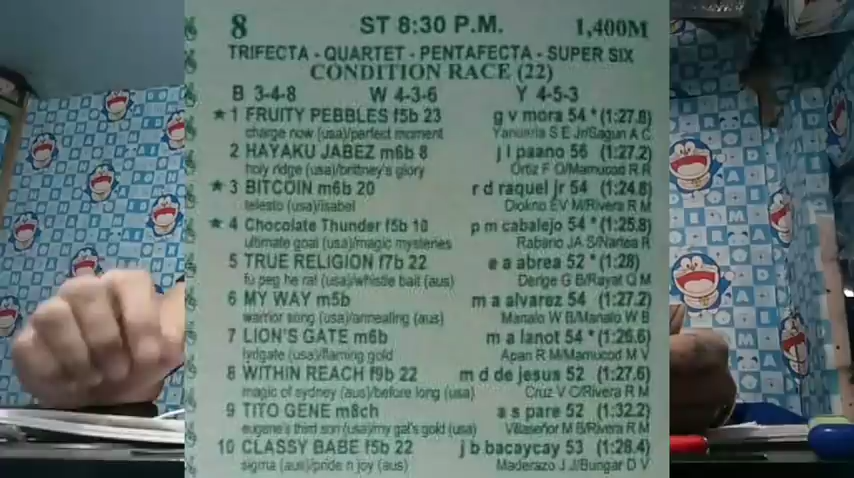 8 ST 8:30 P.M. 1,400M
TRIFECTA - QUARTET - PENTAFECTA - SUPER SIX
CONDITION RACE (22)
B 3-4-8 W 4-3-6 Y 4-5-3
★ 1 FRUITY PEBBLES f5b 23 g v mora 54 * (1:27.8)
charge now (usa)/perfect moment Yanuaria S E Jr/Sagun A C
2 HAYAKU JABEZ m6b 8 j l paano 56 (1:27.2)
holy ridge (usa)/britney's glory Ortiz F O/Mamucod R R
★ 3 BITCOIN m6b 20 r d raquel jr 54 (1:24.8)
telesto (usa)/isabel Diokno EV M/Rivera R M
★ 4 Chocolate Thunder f5b 10 p m cabalejo 54 * (1:25.8)
ultimate goal (usa)/magic mysteries Rabano JA S/Nartea R
5 TRUE RELIGION f7b 22 e a abrea 52 * (1:28)
fu peg he rat (usa)/whistle bait (aus) Derige G B/Rayat Q M
6 MY WAY m5b m a alvarez 54 (1:27.2)
warrior song (usa)/annealing (aus) Manalo W B/Manalo W B
7 LION'S GATE m6b m a lanot 54 * (1:26.6)
lydgate (usa)/flaming gold Apan R M/Mamucod M V
8 WITHIN REACH f9b 22 m d de jesus 52 (1:27.6)
magic of sydney (aus)/before long (usa) Cruz V C/Rivera R M
9 TITO GENE m8ch a s pare 52 (1:32.2)
eugene's third son (usa)/my gal's gold (usa) Villaseñor M B/Rivera R M
10 CLASSY BABE f5b 22 j b bacaycay 53 (1:28.4)
sigma (aus)/pride n joy (aus) Maderazo J J/Bungar D V